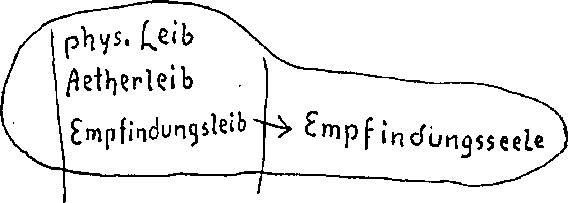 phys. Leib
Aetherleib
Empfindungsleib → Empfindungsseele